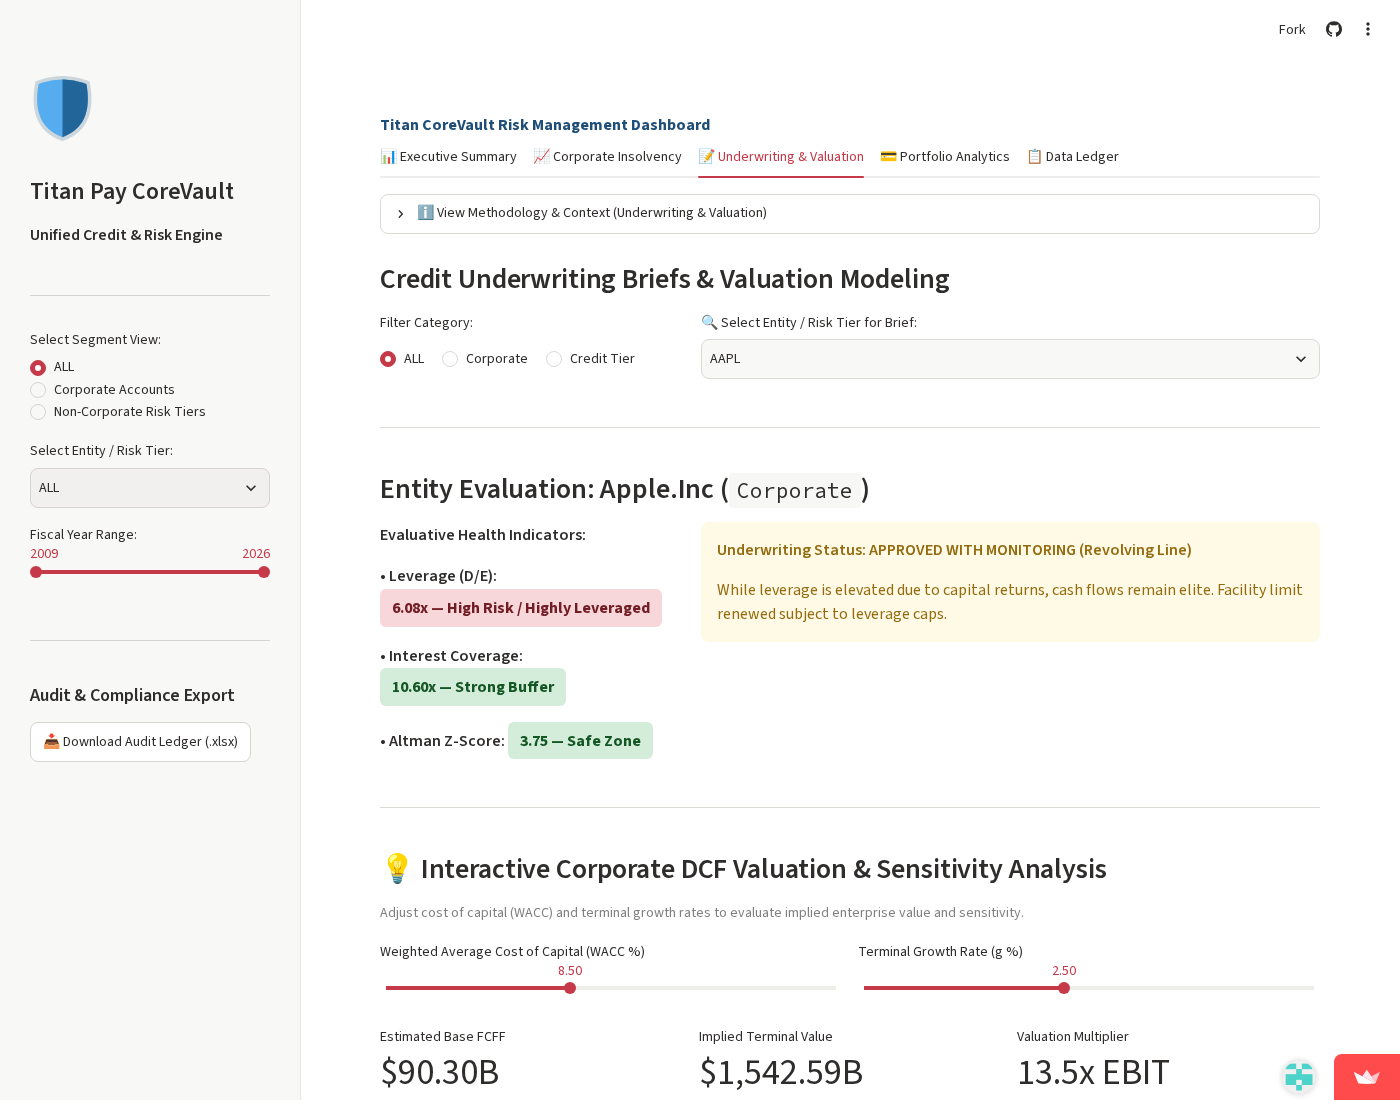 Fork
Titan Pay CoreVault
Unified Credit & Risk Engine
Select Segment View:
ALL
Corporate Accounts
Non-Corporate Risk Tiers
Select Entity / Risk Tier:
ALL
Fiscal Year Range:
2009 2026
Audit & Compliance Export
📥 Download Audit Ledger (.xlsx)
Titan CoreVault Risk Management Dashboard
📊 Executive Summary 📈 Corporate Insolvency 📝 Underwriting & Valuation 💳 Portfolio Analytics 📋 Data Ledger
ℹ️ View Methodology & Context (Underwriting & Valuation)
Credit Underwriting Briefs & Valuation Modeling
Filter Category:
ALL Corporate Credit Tier
🔍 Select Entity / Risk Tier for Brief:
AAPL
Entity Evaluation: Apple.Inc (Corporate)
Evaluative Health Indicators:
• Leverage (D/E):
6.08x — High Risk / Highly Leveraged
• Interest Coverage:
10.60x — Strong Buffer
• Altman Z-Score: 3.75 — Safe Zone
Underwriting Status: APPROVED WITH MONITORING (Revolving Line)
While leverage is elevated due to capital returns, cash flows remain elite. Facility limit
renewed subject to leverage caps.
💡 Interactive Corporate DCF Valuation & Sensitivity Analysis
Adjust cost of capital (WACC) and terminal growth rates to evaluate implied enterprise value and sensitivity.
Weighted Average Cost of Capital (WACC %)
8.50
Terminal Growth Rate (g %)
2.50
Estimated Base FCFF
$90.30B
Implied Terminal Value
$1,542.59B
Valuation Multiplier
13.5x EBIT